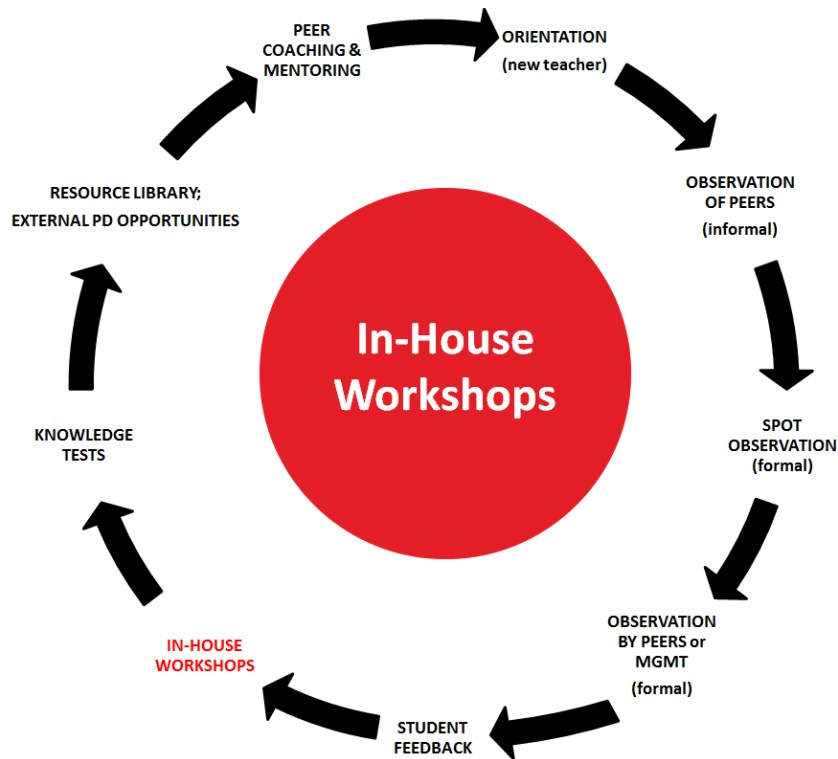 PEER
COACHING &
MENTORING
ORIENTATION
(new teacher)
OBSERVATION
OF PEERS
(informal)
SPOT
OBSERVATION
(formal)
OBSERVATION
BY PEERS or
MGMT
(formal)
STUDENT
FEEDBACK
IN-HOUSE
WORKSHOPS
KNOWLEDGE
TESTS
RESOURCE LIBRARY;
EXTERNAL PD OPPORTUNITIES
In-House
Workshops